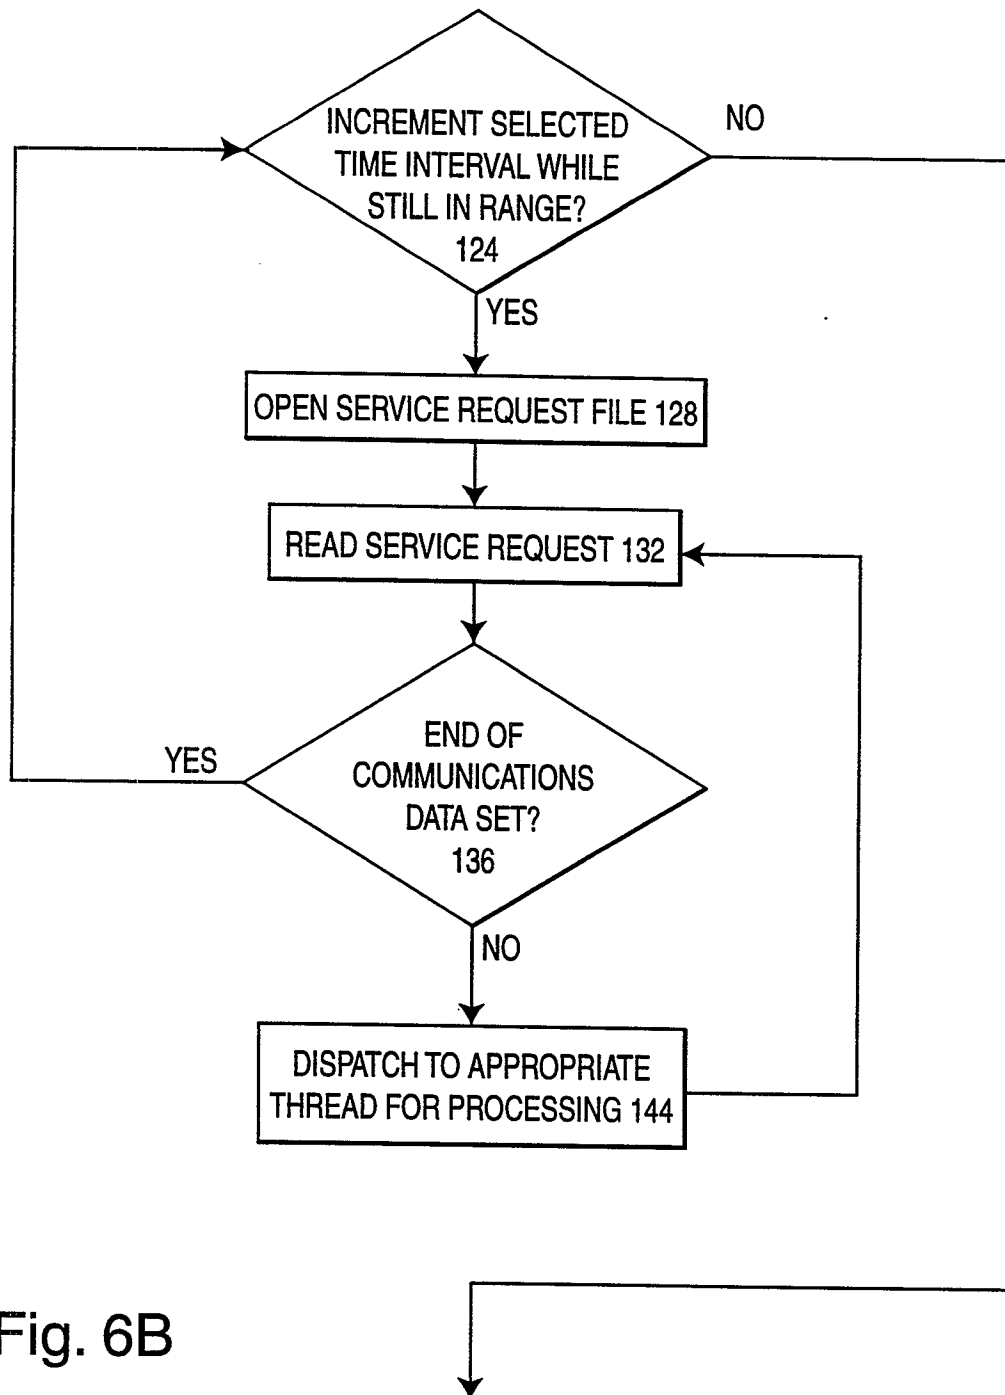 INCREMENT SELECTED
TIME INTERVAL WHILE
STILL IN RANGE?
124
NO
YES
OPEN SERVICE REQUEST FILE 128
READ SERVICE REQUEST 132
END OF
COMMUNICATIONS
DATA SET?
136
YES
NO
DISPATCH TO APPROPRIATE
THREAD FOR PROCESSING 144
Fig. 6B